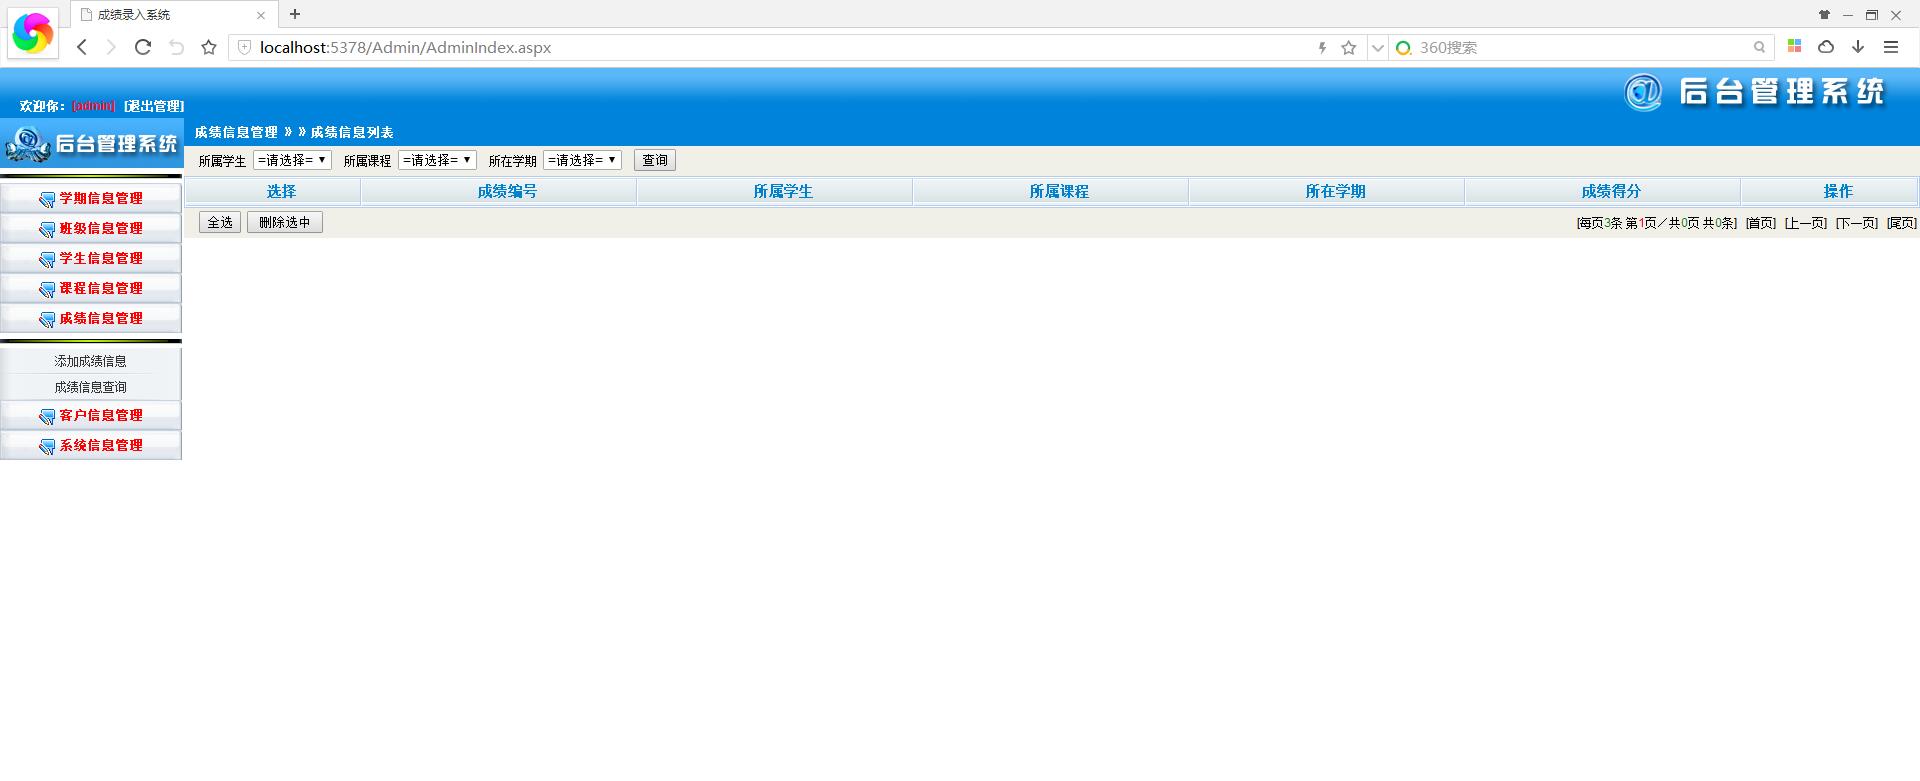 成绩录入系统
localhost:5378/Admin/AdminIndex.aspx
360搜索
后台管理系统
欢迎你：[admin] [退出管理]
后台管理系统
成绩信息管理 》》成绩信息列表
所属学生 =请选择= 所属课程 =请选择= 所在学期 =请选择= 查询
选择 成绩编号 所属学生 所属课程 所在学期 成绩得分 操作
全选 删除选中 [每页3条 第1页／共0页 共0条] [首页] [上一页] [下一页] [尾页]
学期信息管理
班级信息管理
学生信息管理
课程信息管理
成绩信息管理
添加成绩信息
成绩信息查询
客户信息管理
系统信息管理